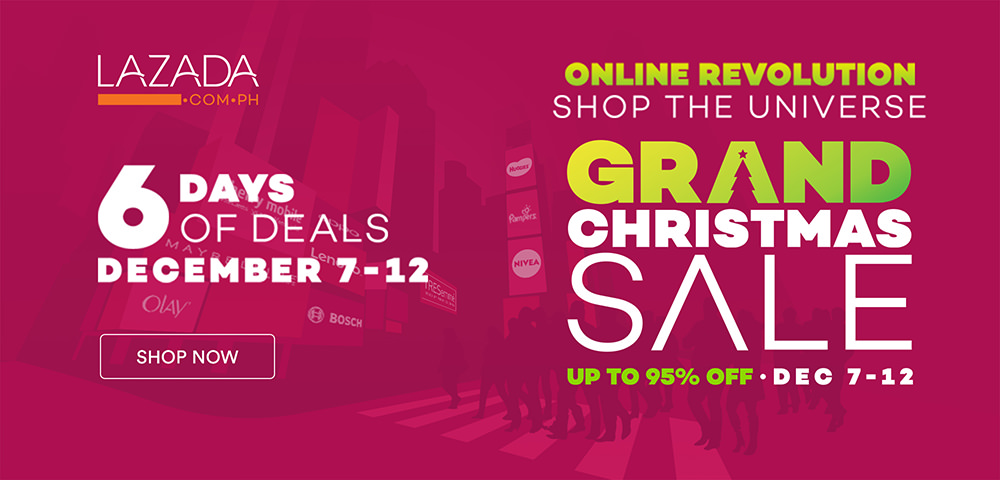 LAZADA
•COM•PH
6 DAYS
OF DEALS
DECEMBER 7-12
MAYBELLINE
Lenovo
OLAY
BOSCH
SHOP NOW
HUGGIES
Pampers
NIVEA
ONLINE REVOLUTION
SHOP THE UNIVERSE
GRAND
CHRISTMAS
SALE
UP TO 95% OFF • DEC 7-12